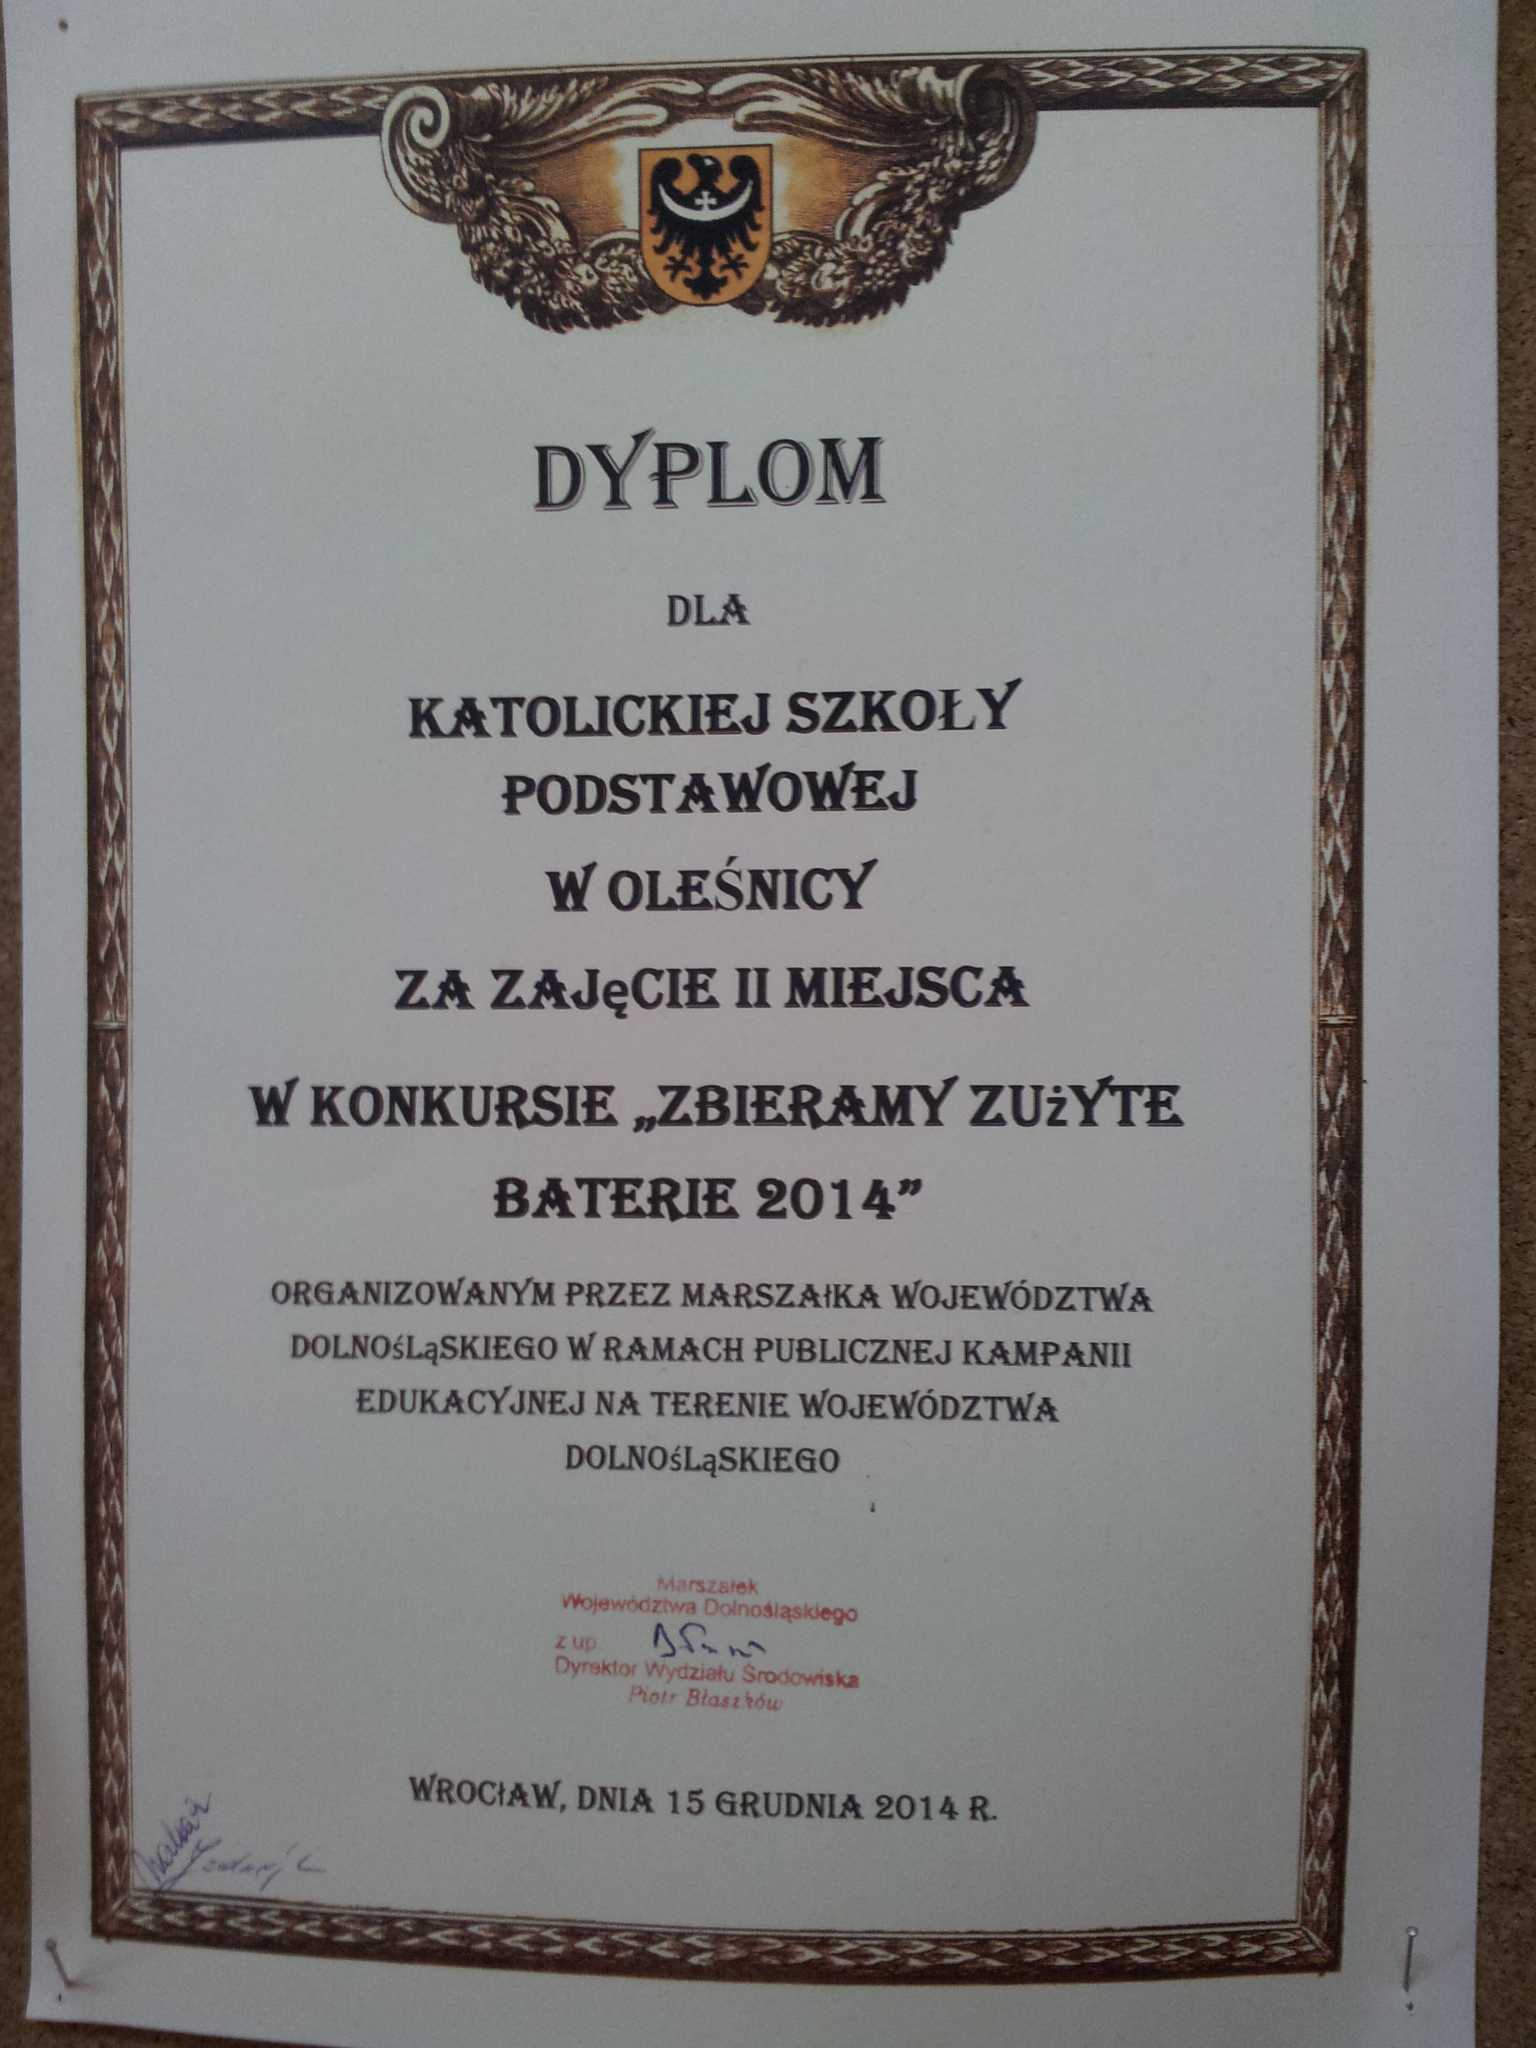 DYPLOM
DLA
KATOLICKIEJ SZKOŁY
PODSTAWOWEJ
W OLEŚNICY
ZA ZAJęCIE II MIEJSCA
W KONKURSIE „ZBIERAMY ZUżYTE
BATERIE 2014”
ORGANIZOWANYM PRZEZ MARSZAłKA WOJEWÓDZTWA
DOLNOśLąSKIEGO W RAMACH PUBLICZNEJ KAMPANII
EDUKACYJNEJ NA TERENIE WOJEWÓDZTWA
DOLNOśLąSKIEGO
Marszałek
Województwa Dolnośląskiego
z up.
Dyrektor Wydziału Środowiska
Piotr Błaszków
WROCłAW, DNIA 15 GRUDNIA 2014 R.